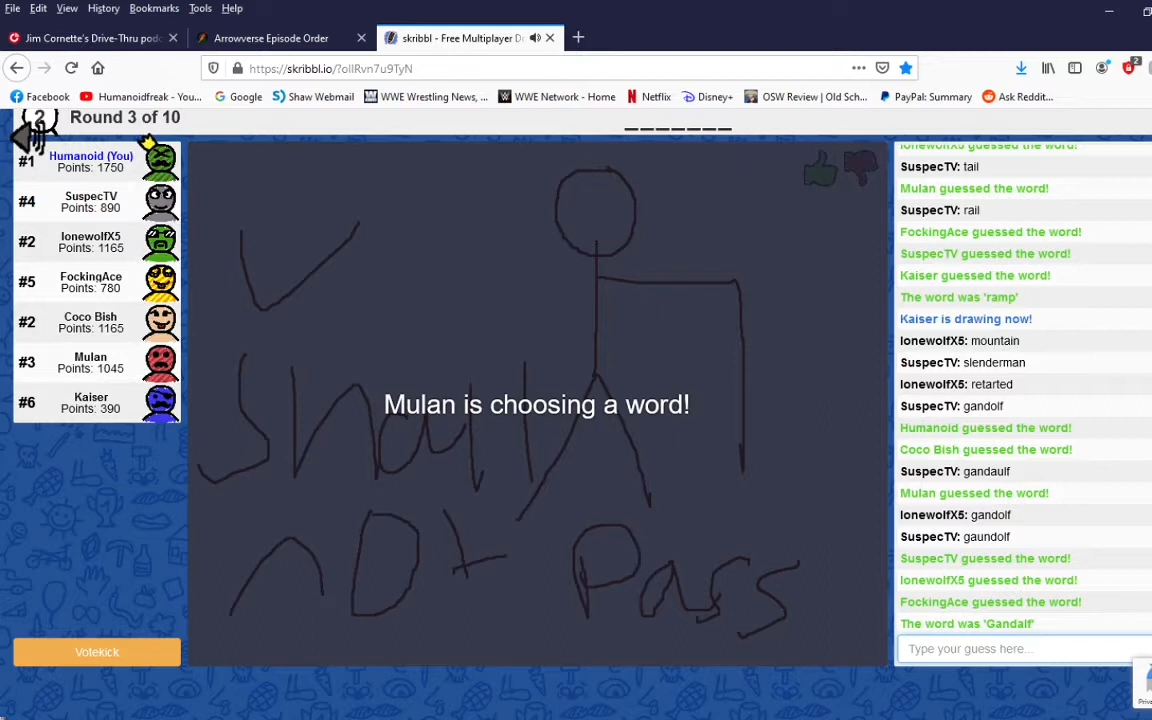 File Edit View History Bookmarks Tools Help
Jim Cornette's Drive-Thru pod Arrowverse Episode Order skribbl - Free Multiplayer D
https://skribbl.io/?olIRvn7u9TyN
Facebook Humanoidfreak - You... Google Shaw Webmail WWE Wrestling News, ... WWE Network - Home Netflix Disney+ OSW Review | Old Sch... PayPal: Summary Ask Reddit...
2 Round 3 of 10 _______
#1 Humanoid (You)
Points: 1750
#4 SuspecTV
Points: 890
#2 lonewolfX5
Points: 1165
#5 FockingAce
Points: 780
#2 Coco Bish
Points: 1165
#3 Mulan
Points: 1045
#6 Kaiser
Points: 390
Votekick
Shall
not Pass
Mulan is choosing a word!
lonewolfX5 guessed the word!
SuspecTV: tail
Mulan guessed the word!
SuspecTV: rail
FockingAce guessed the word!
SuspecTV guessed the word!
Kaiser guessed the word!
The word was 'ramp'
Kaiser is drawing now!
lonewolfX5: mountain
SuspecTV: slenderman
lonewolfX5: retarted
SuspecTV: gandolf
Humanoid guessed the word!
Coco Bish guessed the word!
SuspecTV: gandaulf
Mulan guessed the word!
lonewolfX5: gandolf
SuspecTV: gaundolf
SuspecTV guessed the word!
lonewolfX5 guessed the word!
FockingAce guessed the word!
The word was 'Gandalf'
Type your guess here...